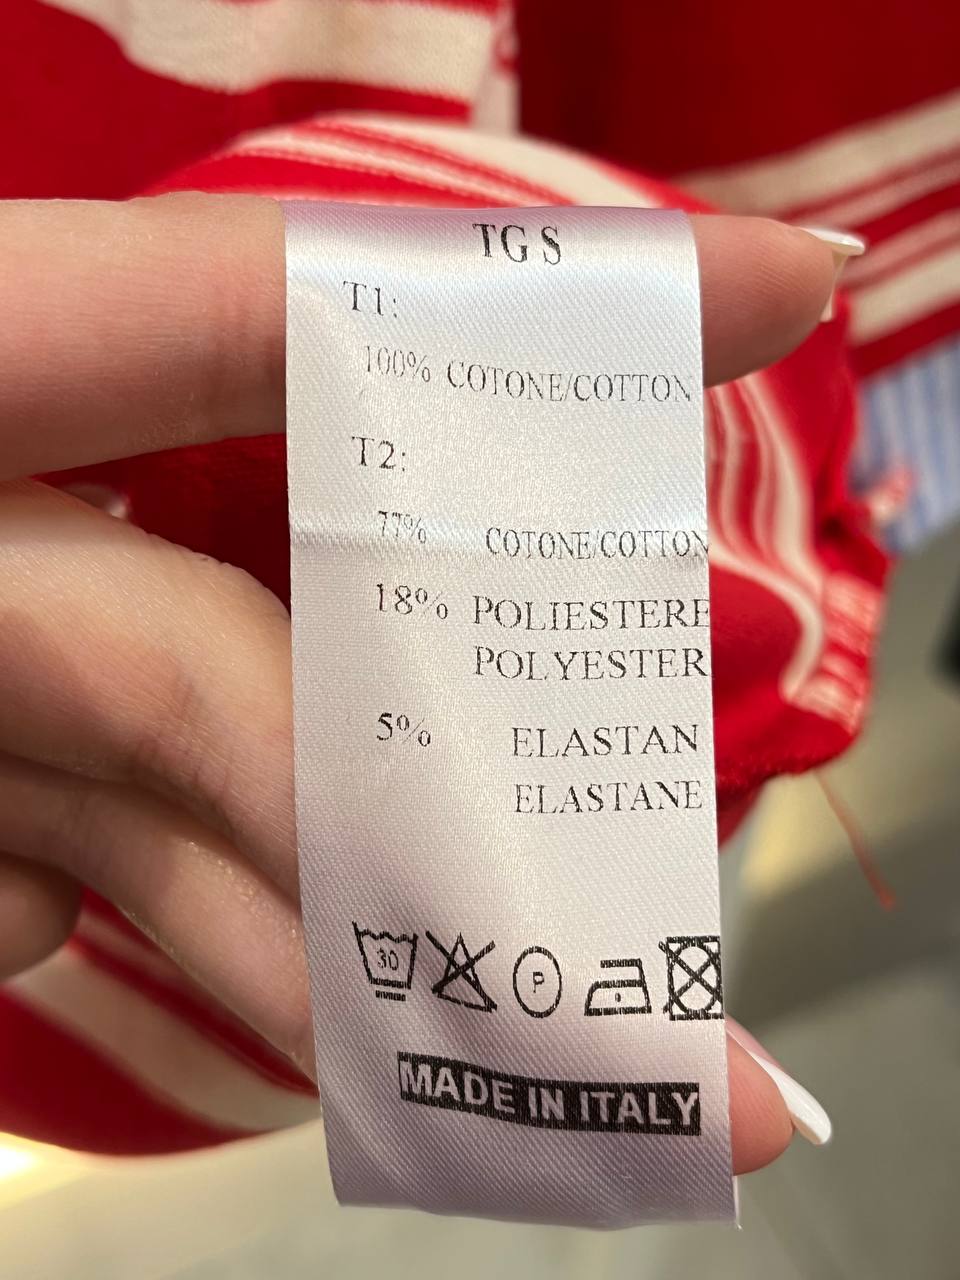 TG S
T1:
100% COTONE/COTTON
T2:
77% COTONE/COTTON
18% POLIESTERE
POLYESTER
5% ELASTAN
ELASTANE
30
P
MADE IN ITALY